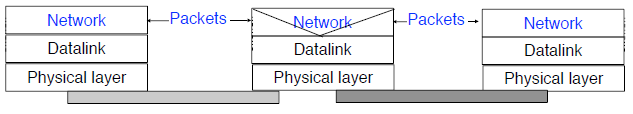 Network Packets Network Packets Network
Datalink Datalink Datalink
Physical layer Physical layer Physical layer